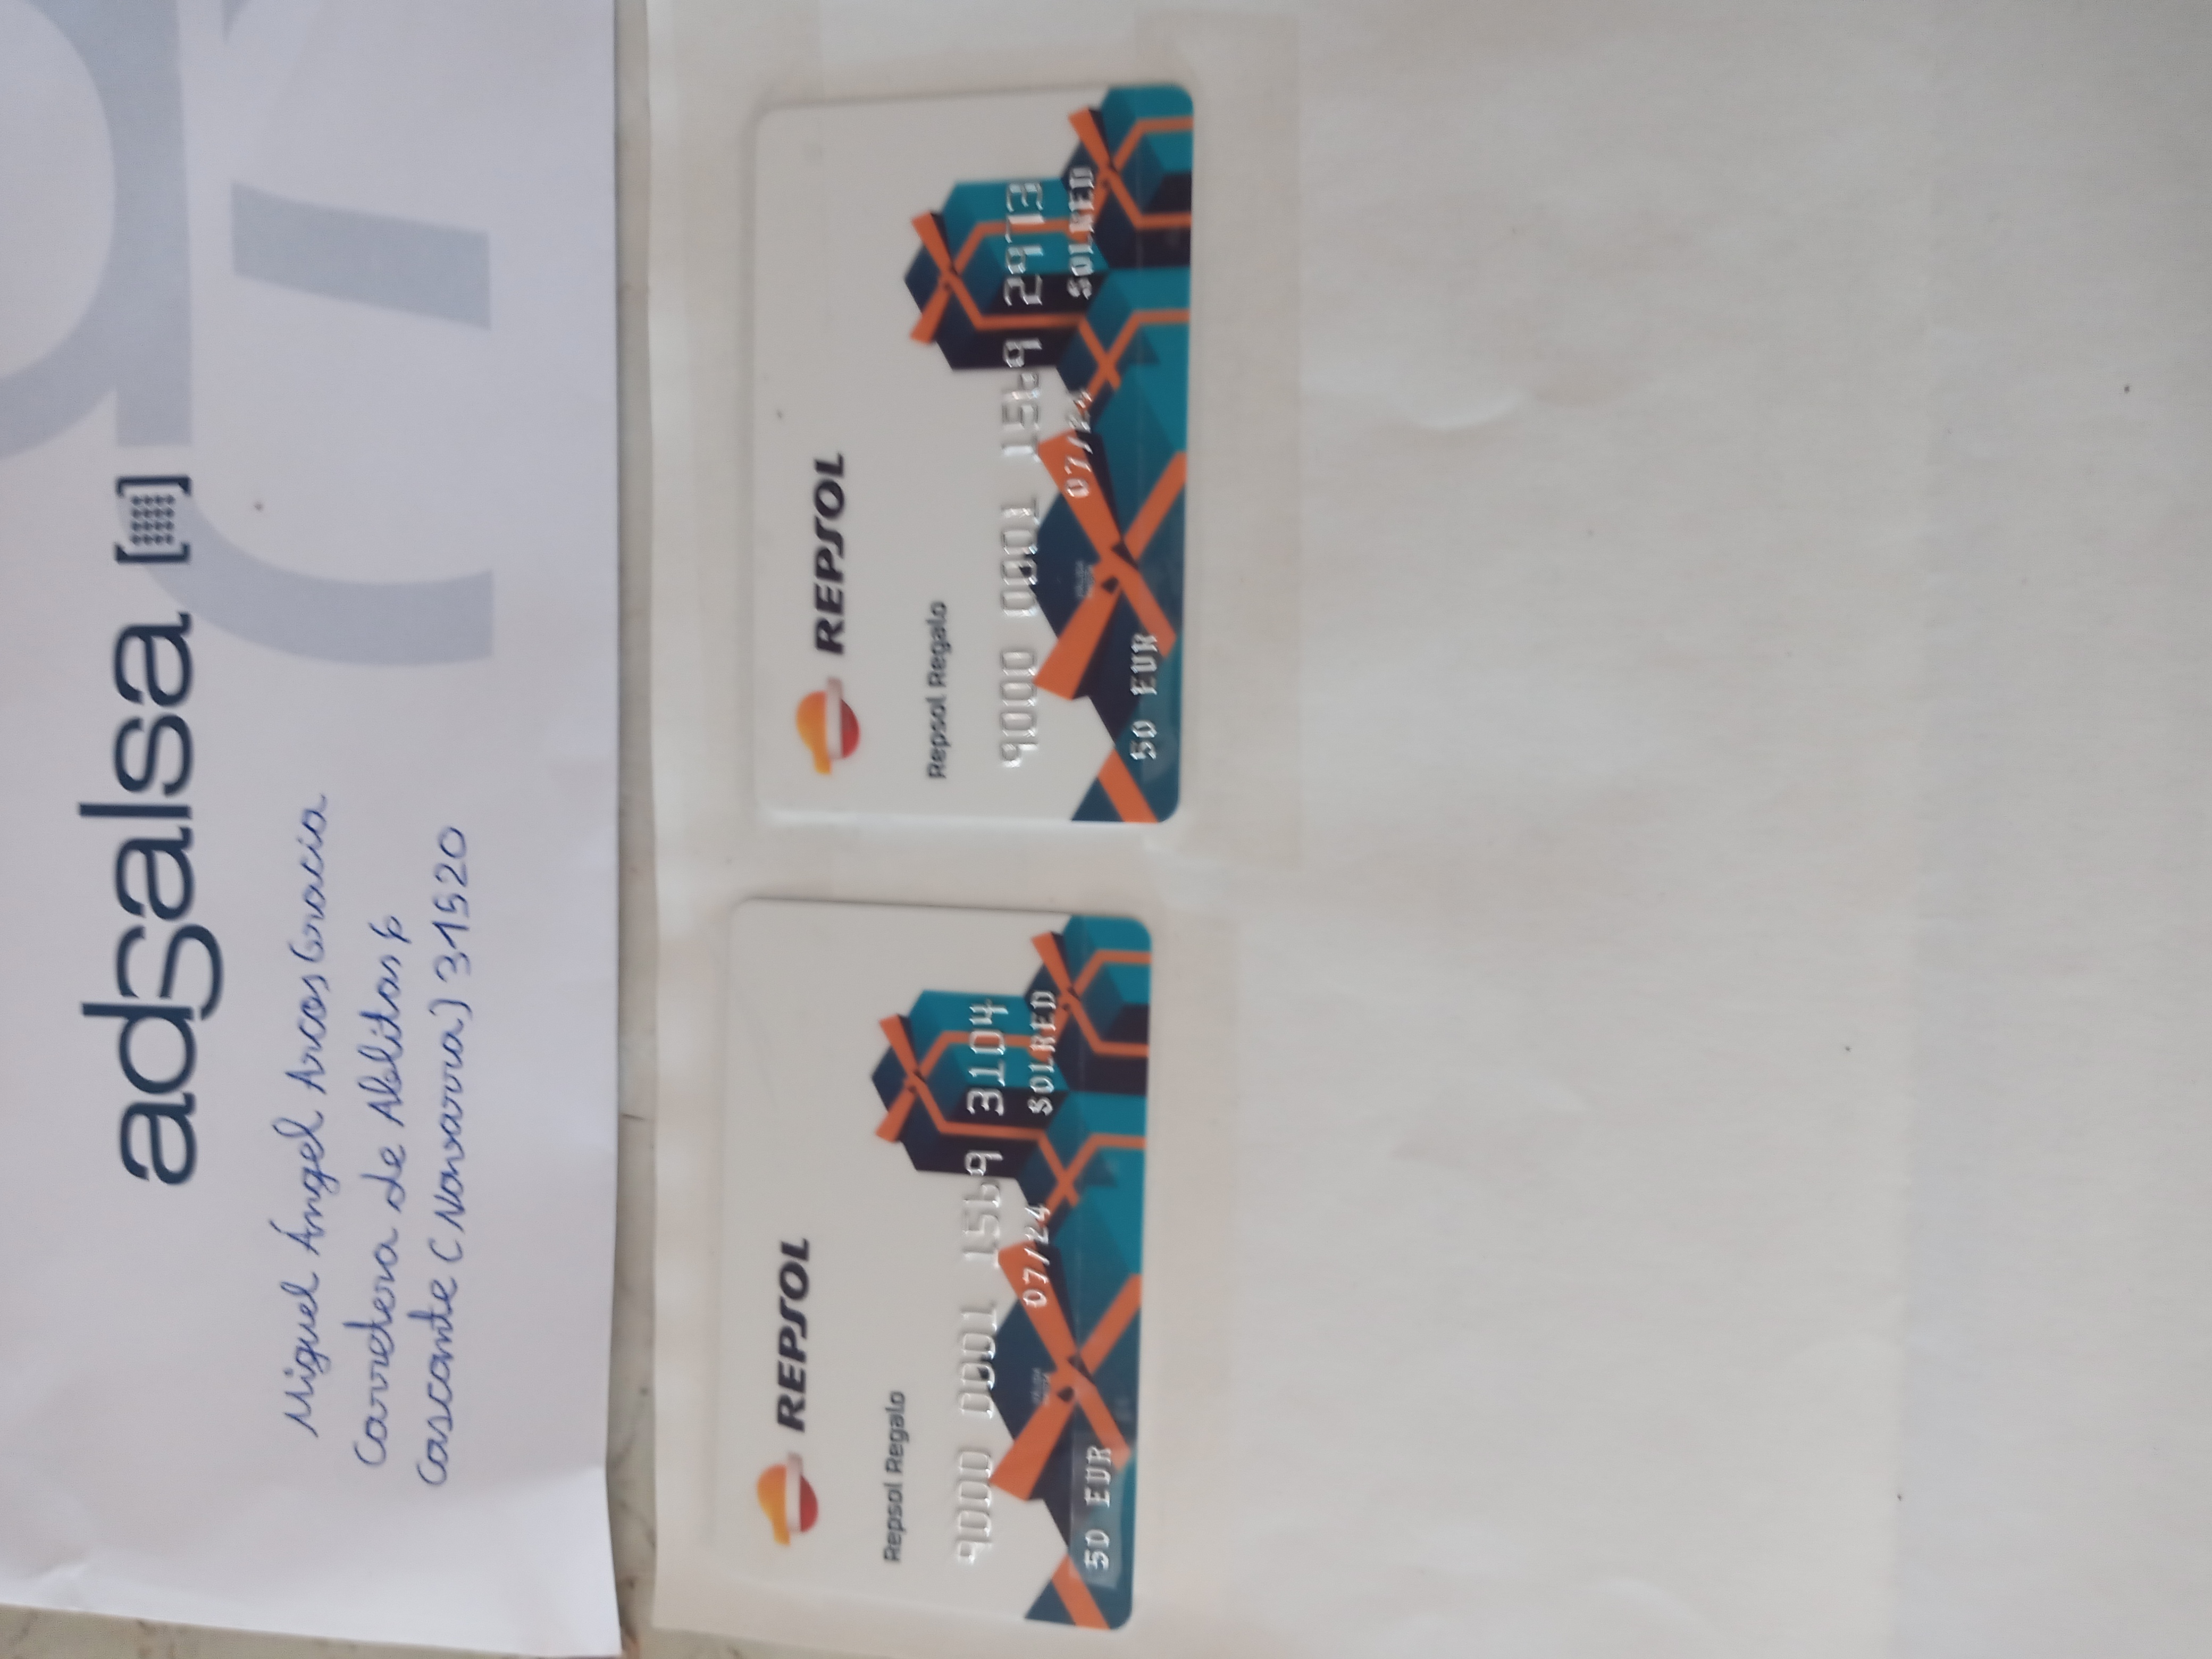 adsalsa
Miguel Ángel Arcos Gracia
Carretera de Ablitas 6
Cascante (Navarra) 31520
REPSOL
Repsol Regalo
9000 0001 1569 3104
07/24 SOLRED
50 EUR
REPSOL
Repsol Regalo
9000 0001 1569
07/24 SOLRED
50 EUR